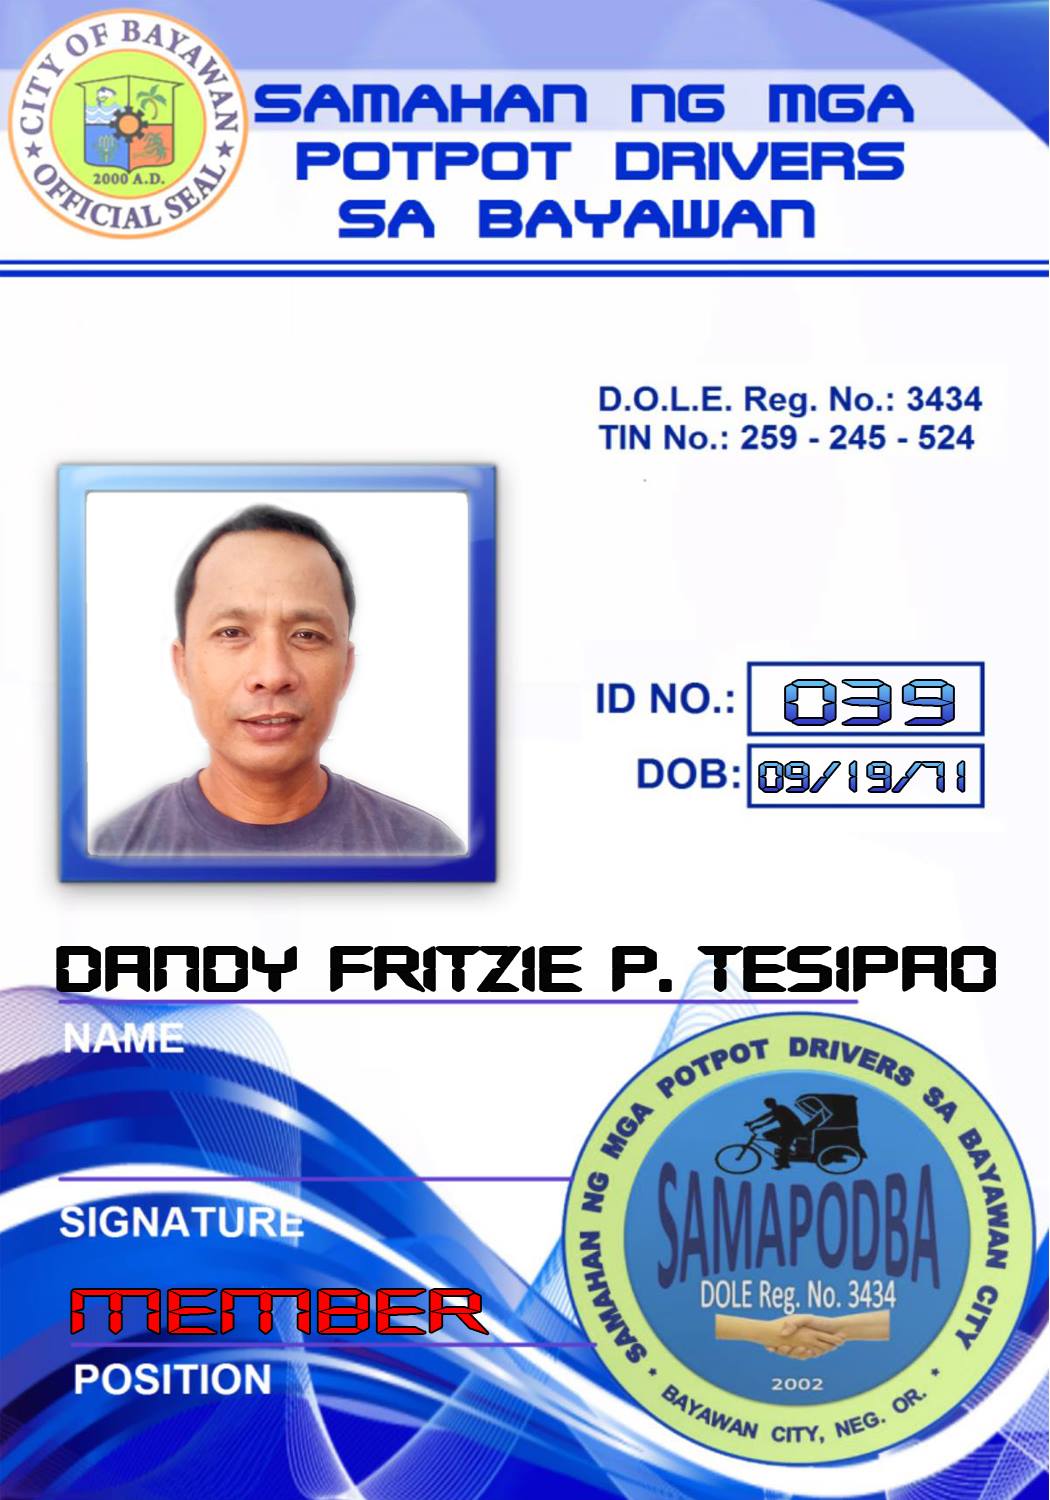 CITY OF BAYAWAN
2000 A.D.
★ OFFICIAL SEAL ★
SAMAHAN NG MGA
POTPOT DRIVERS
SA BAYAWAN
D.O.L.E. Reg. No.: 3434
TIN No.: 259 - 245 - 524
ID NO.: 039
DOB: 09/19/71
DANDY FRITZIE P. TESIPAO
NAME
SIGNATURE
MEMBER
POSITION
SAMAHAN NG MGA POTPOT DRIVERS SA BAYAWAN CITY
SAMAPODBA
DOLE Reg. No. 3434
2002
* BAYAWAN CITY, NEG. OR. *